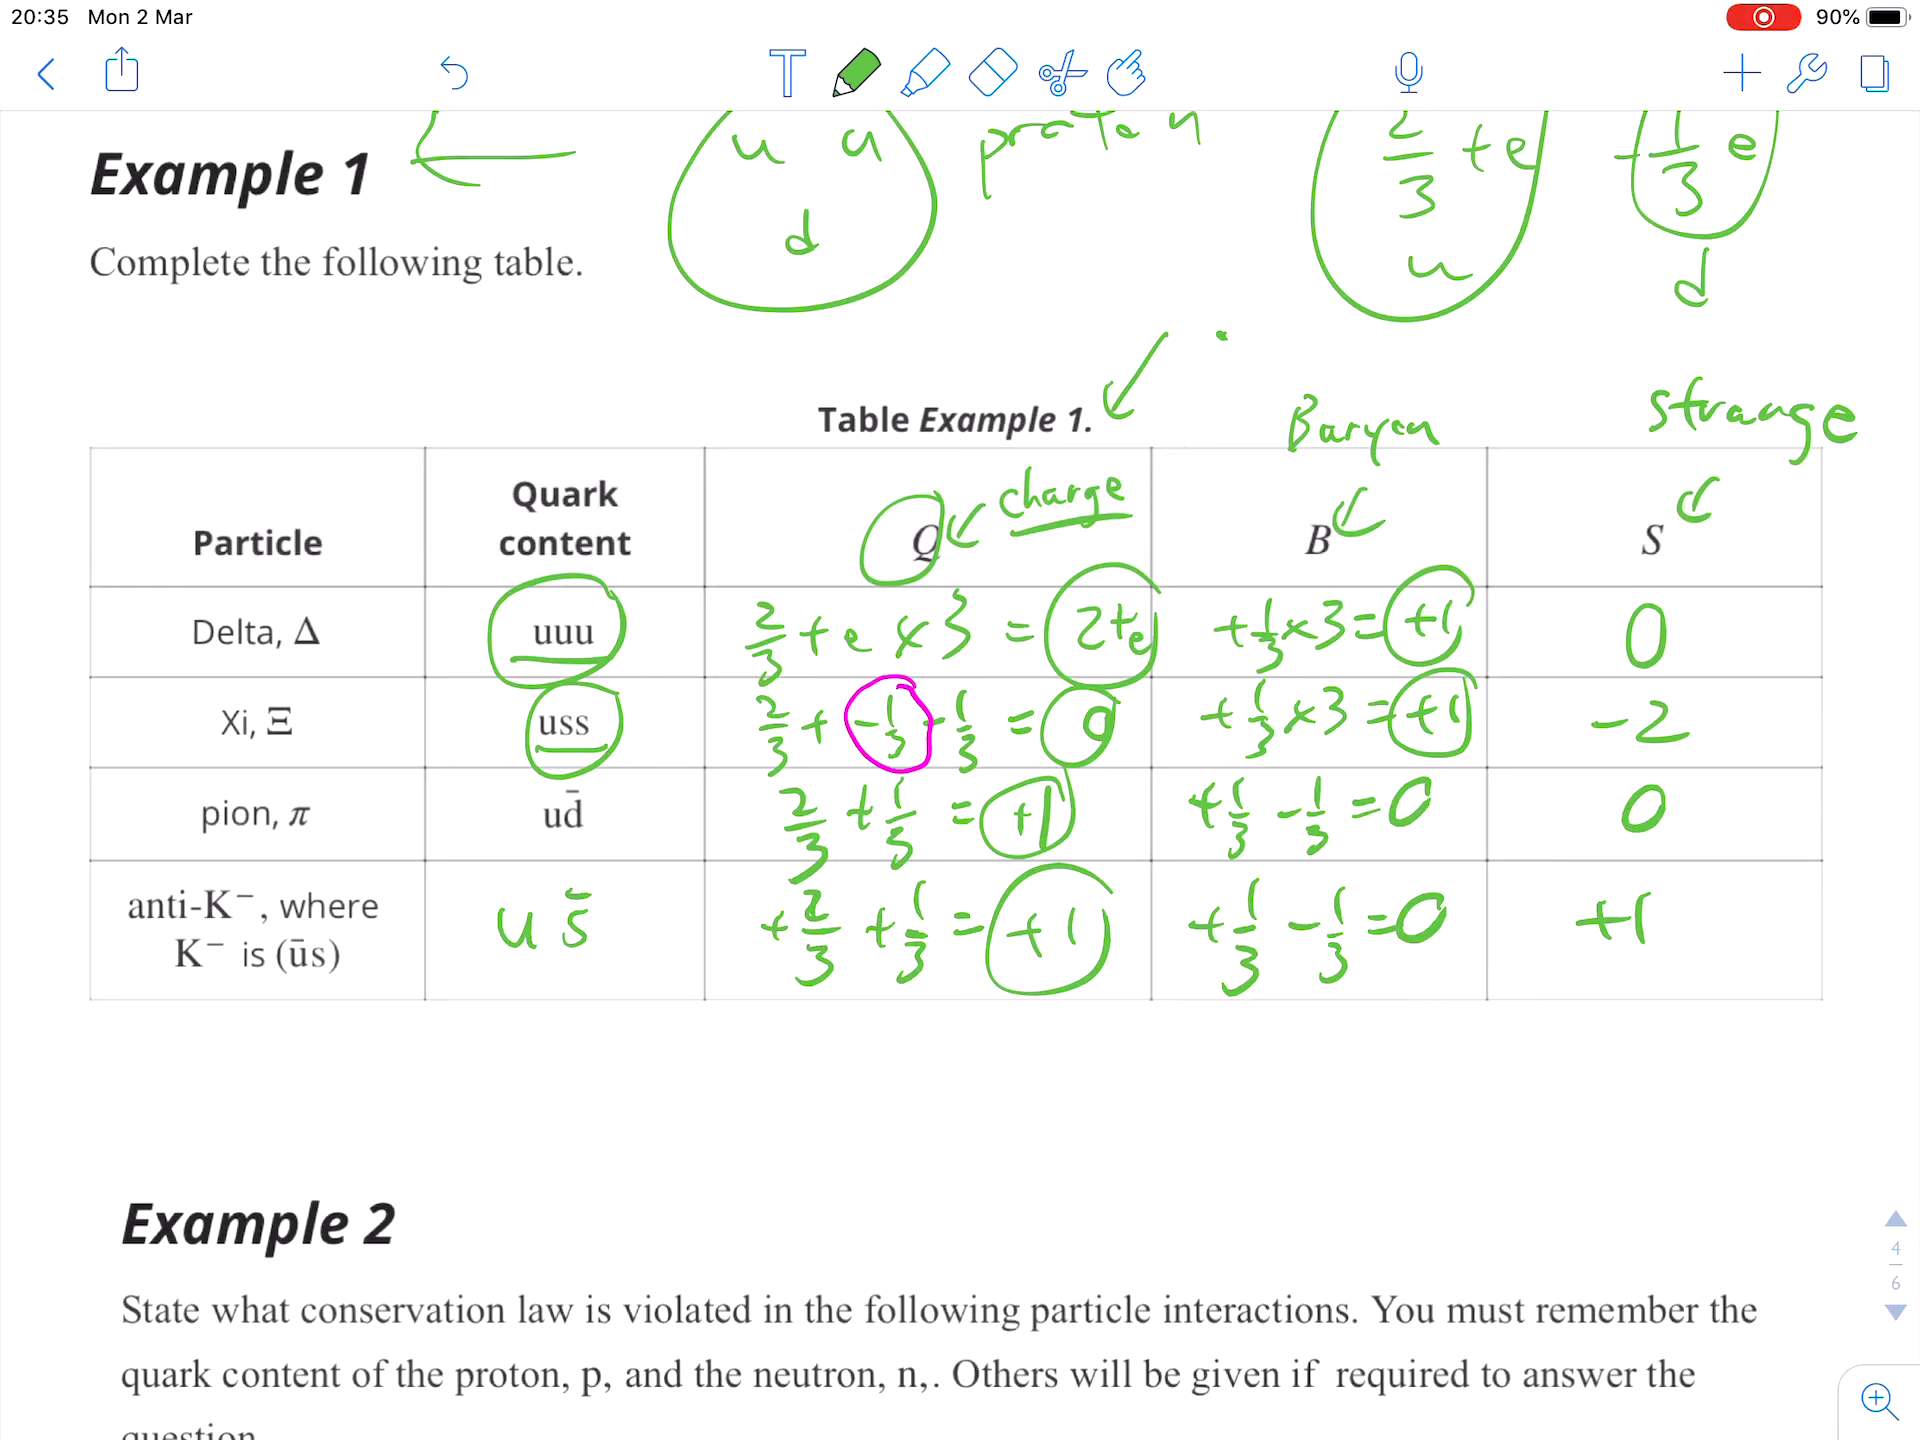 20:35 Mon 2 Mar 90%
Example 1
u u proton 2/3 +e -1/3 e
d u d
Complete the following table.
Table Example 1. Baryon strange
Particle Quark content Q charge B S
Delta, Δ uuu 2/3 +e x 3 = 2+e +1/3 x 3 = +1 0
Xi, Ξ uss 2/3 + -1/3 -1/3 = 0 +1/3 x 3 = +1 -2
pion, π ud̄ 2/3 + 1/3 = +1 +1/3 - 1/3 = 0 0
anti-K⁻, where K⁻ is (ūs) u s̄ +2/3 + 1/3 = +1 +1/3 - 1/3 = 0 +1
Example 2
State what conservation law is violated in the following particle interactions. You must remember the
quark content of the proton, p, and the neutron, n,. Others will be given if required to answer the
question
4
6